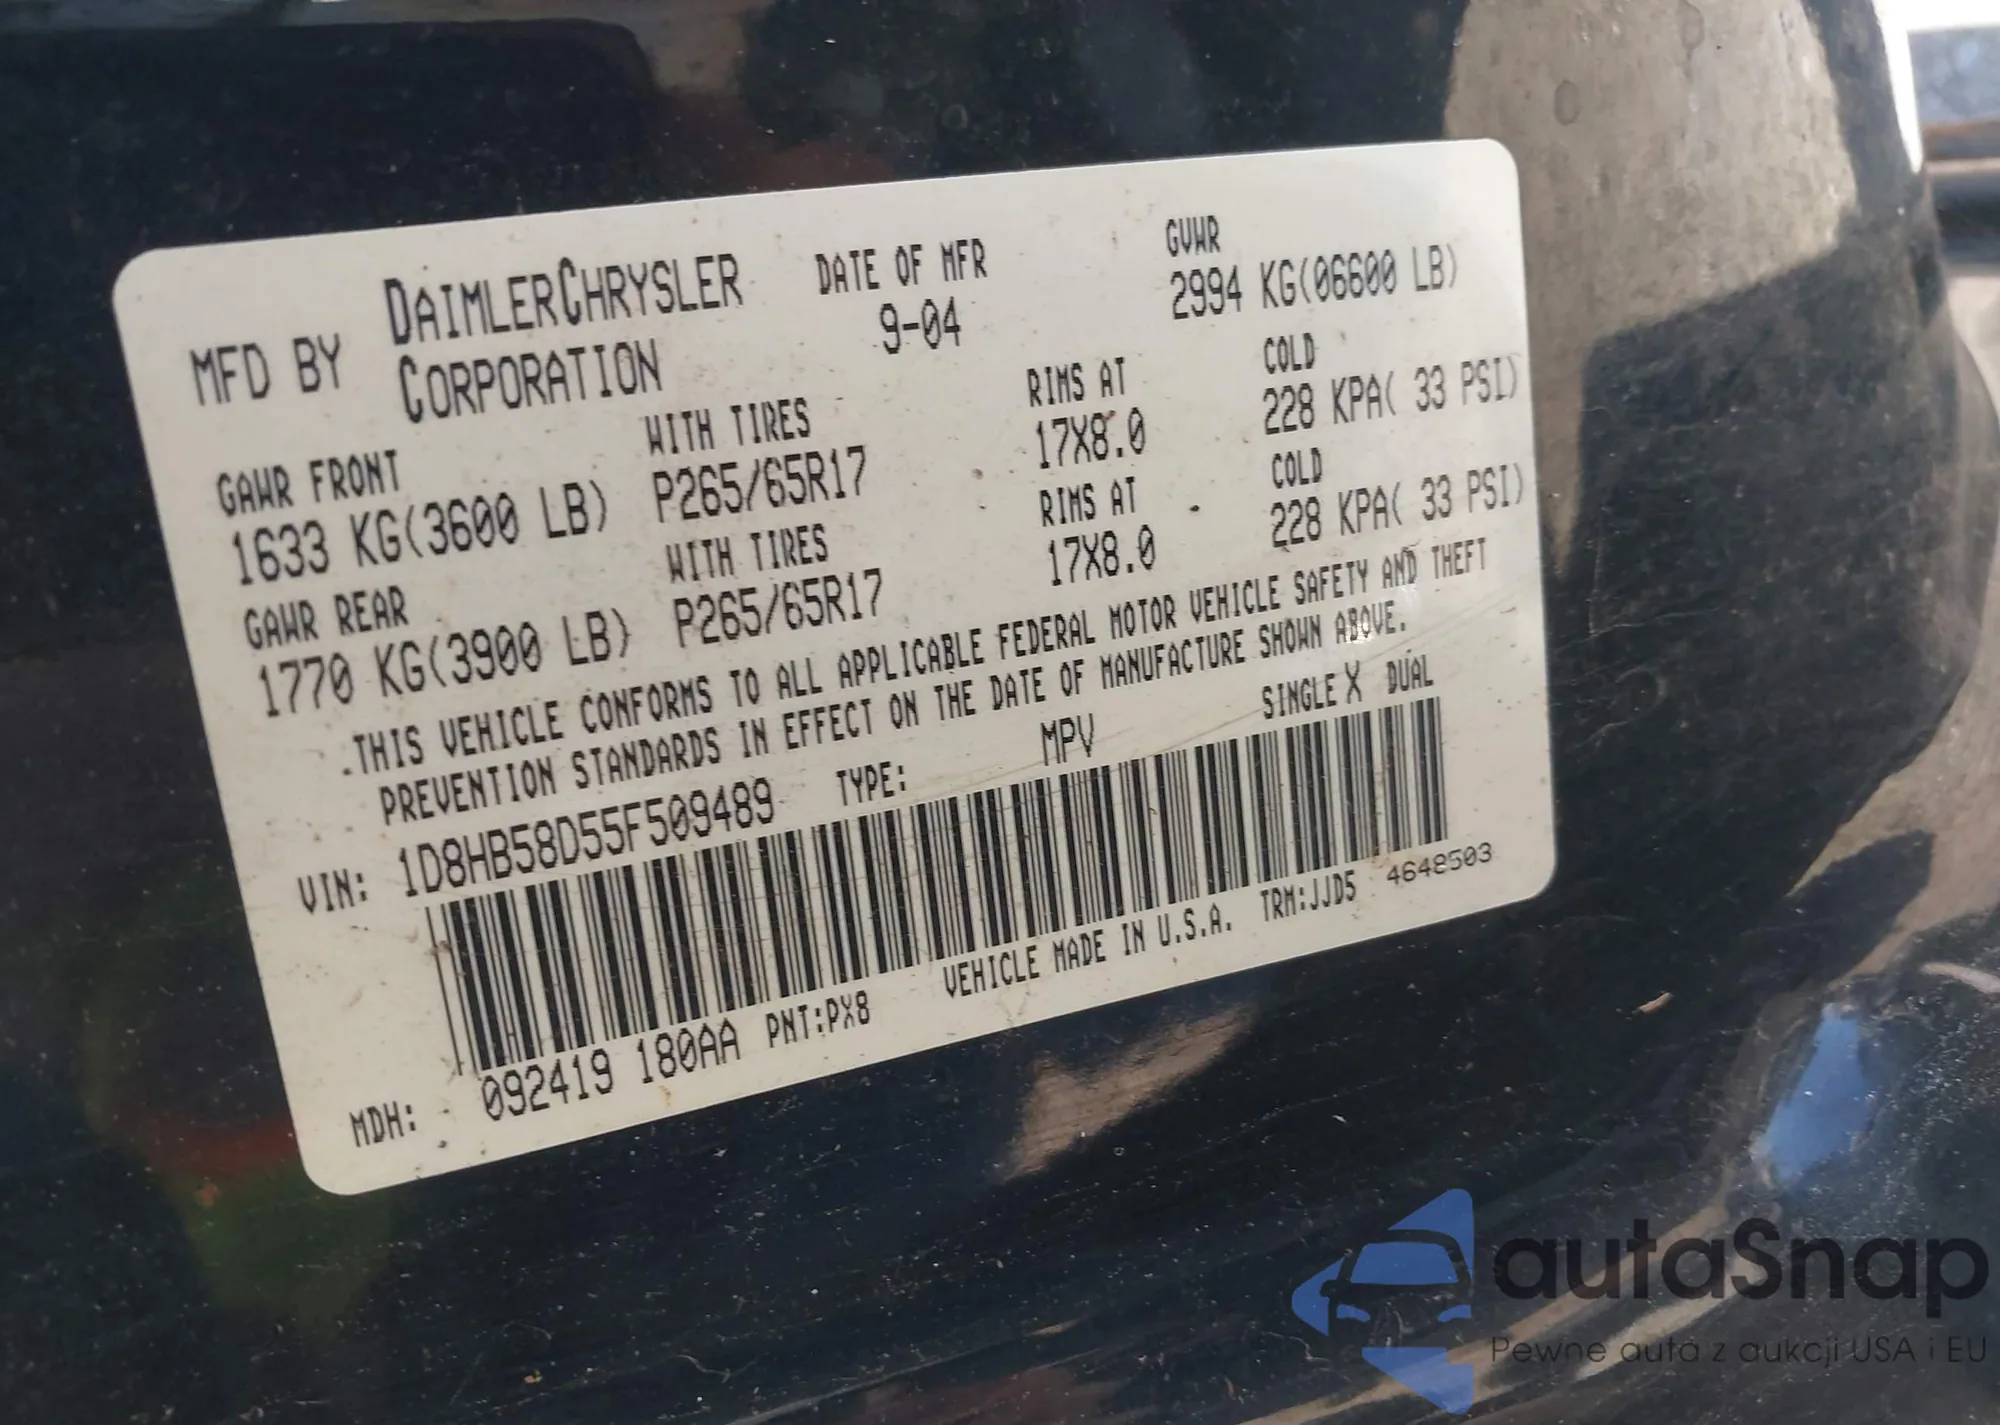 MFD BY DAIMLERCHRYSLER CORPORATION
DATE OF MFR 9-04
GVWR 2994 KG(06600 LB)
GAWR FRONT WITH TIRES RIMS AT COLD
1633 KG(3600 LB) P265/65R17 17X8.0 228 KPA( 33 PSI)
GAWR REAR WITH TIRES RIMS AT COLD
1770 KG(3900 LB) P265/65R17 17X8.0 228 KPA( 33 PSI)
THIS VEHICLE CONFORMS TO ALL APPLICABLE FEDERAL MOTOR VEHICLE SAFETY AND THEFT
PREVENTION STANDARDS IN EFFECT ON THE DATE OF MANUFACTURE SHOWN ABOVE.
VIN: 1D8HB58D55F509489 TYPE: MPV SINGLE X DUAL
MDH: 092419 180AA PNT:PX8 VEHICLE MADE IN U.S.A. TRM:JJD5 4648503
autaSnap
Pewne auta z aukcji USA i EU